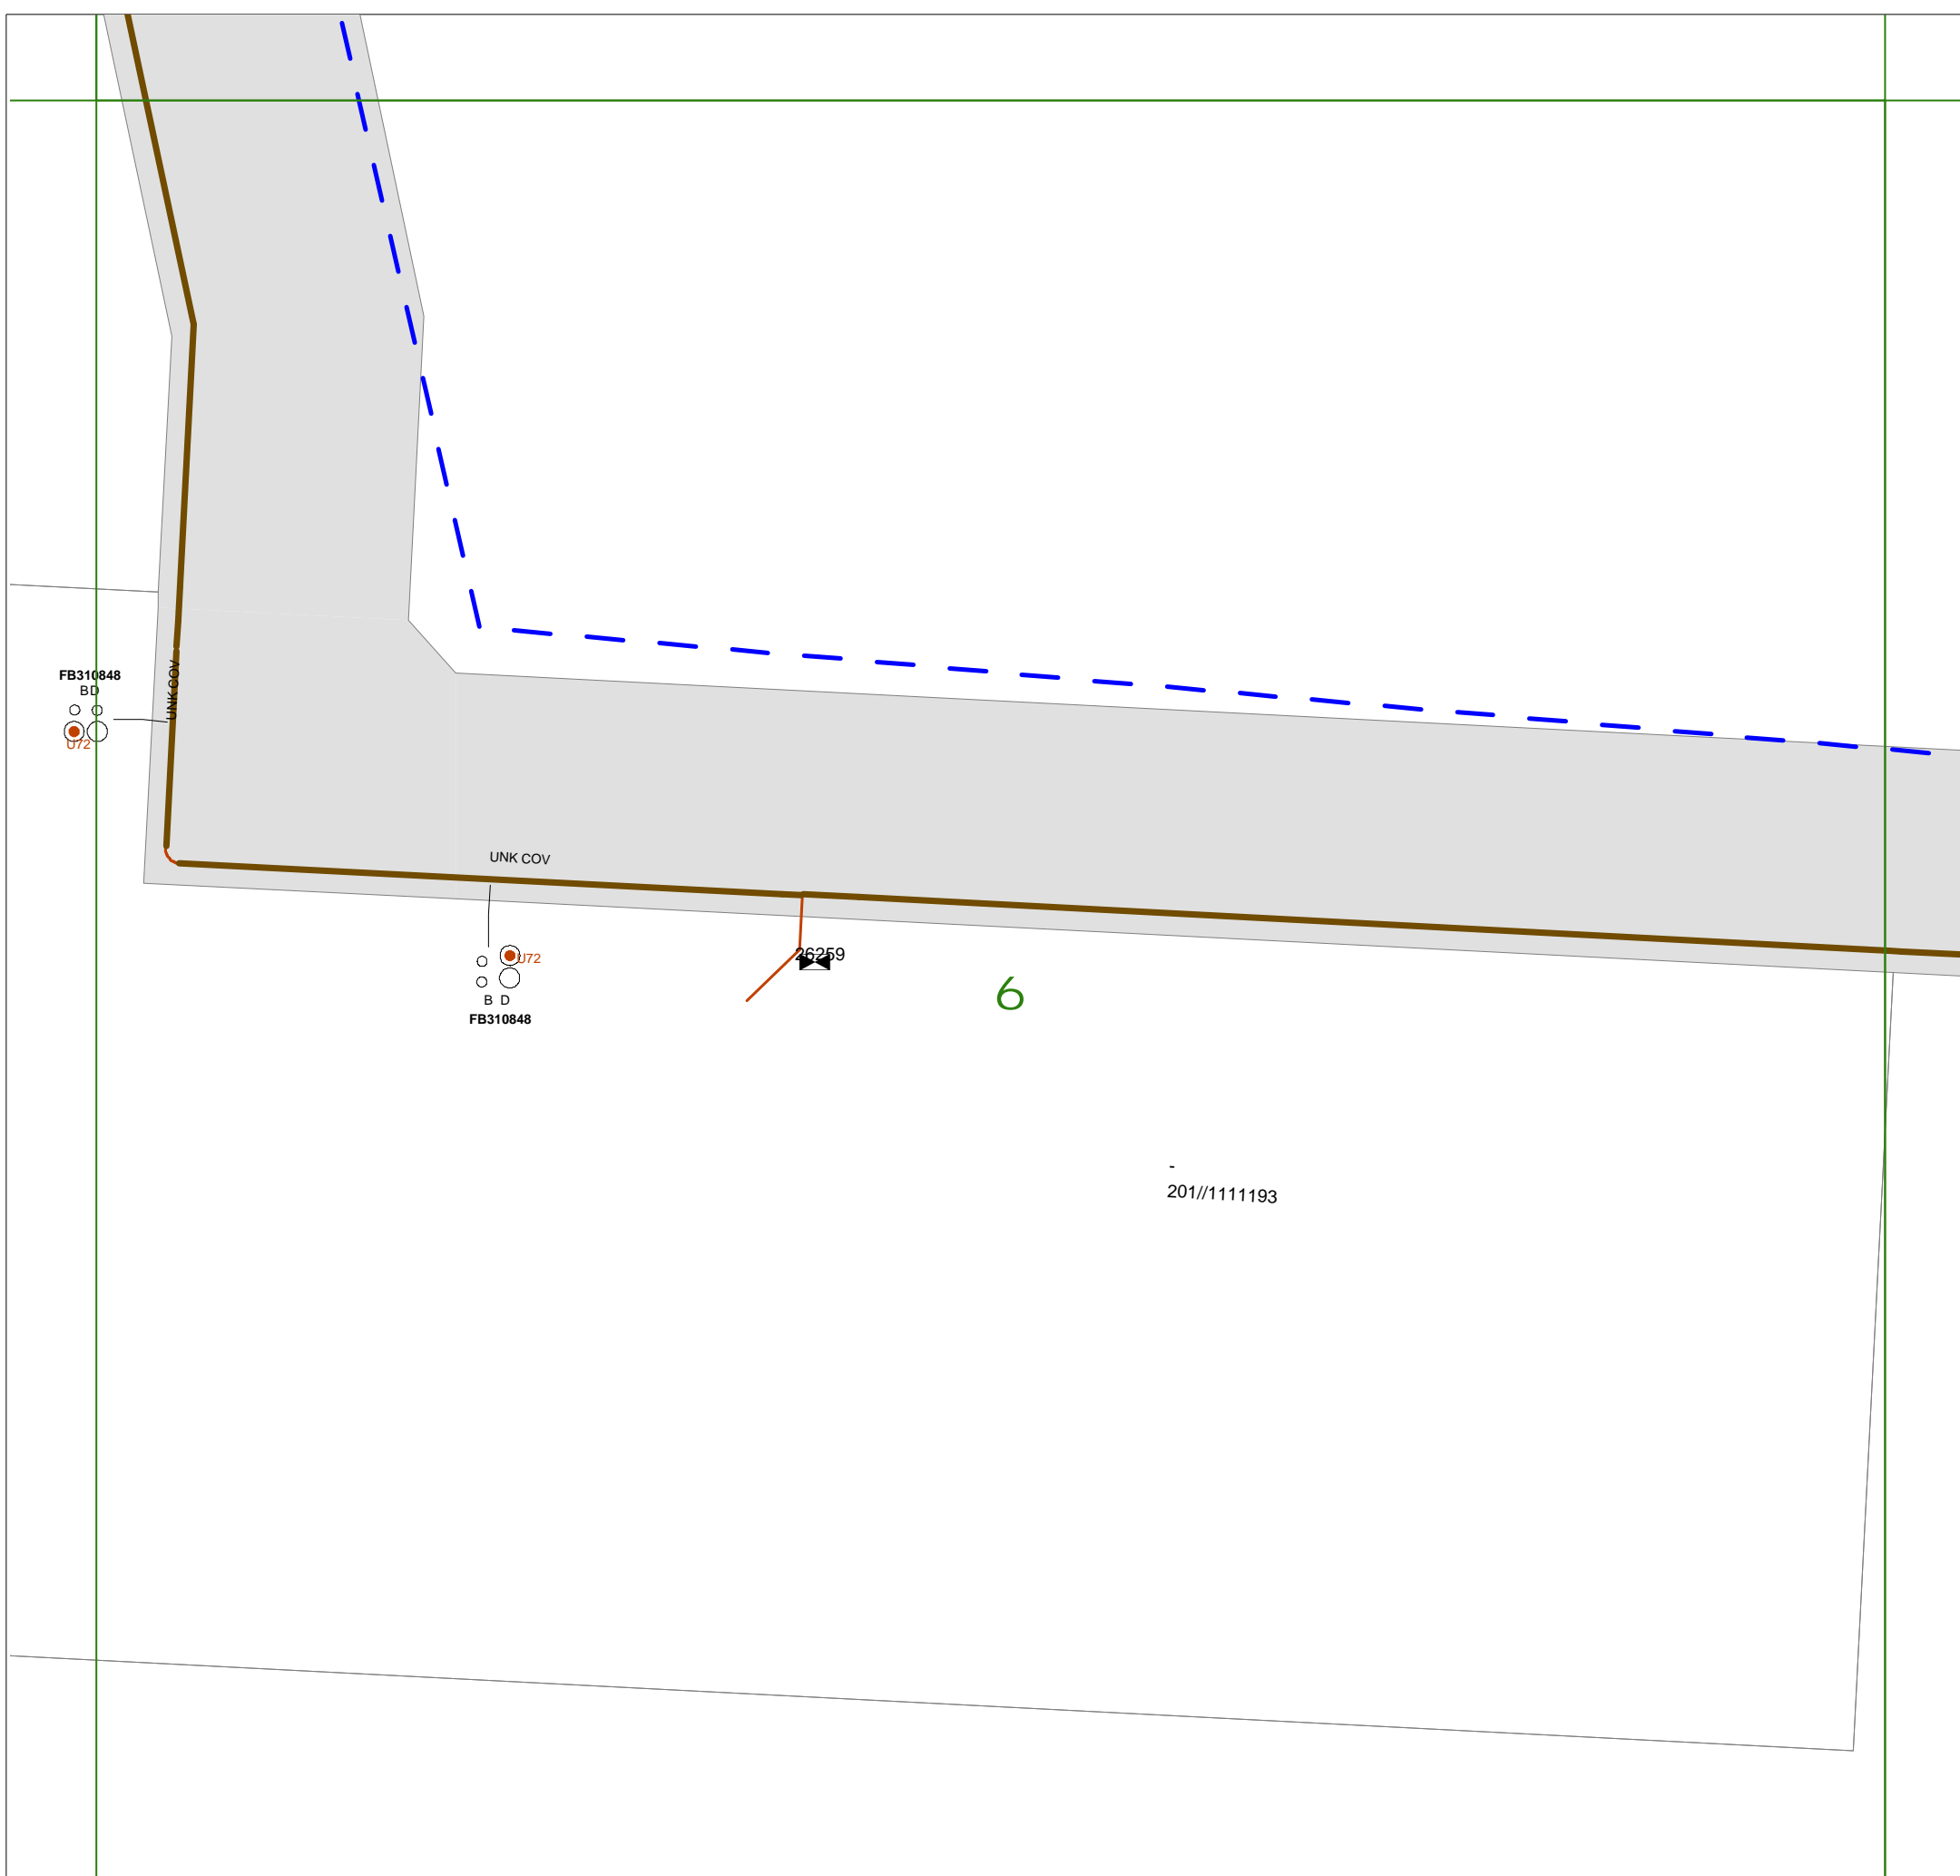 FB310848
BD
U72
UNK COV
UNK COV
26259
U72
B D
FB310848
6
-
201//1111193